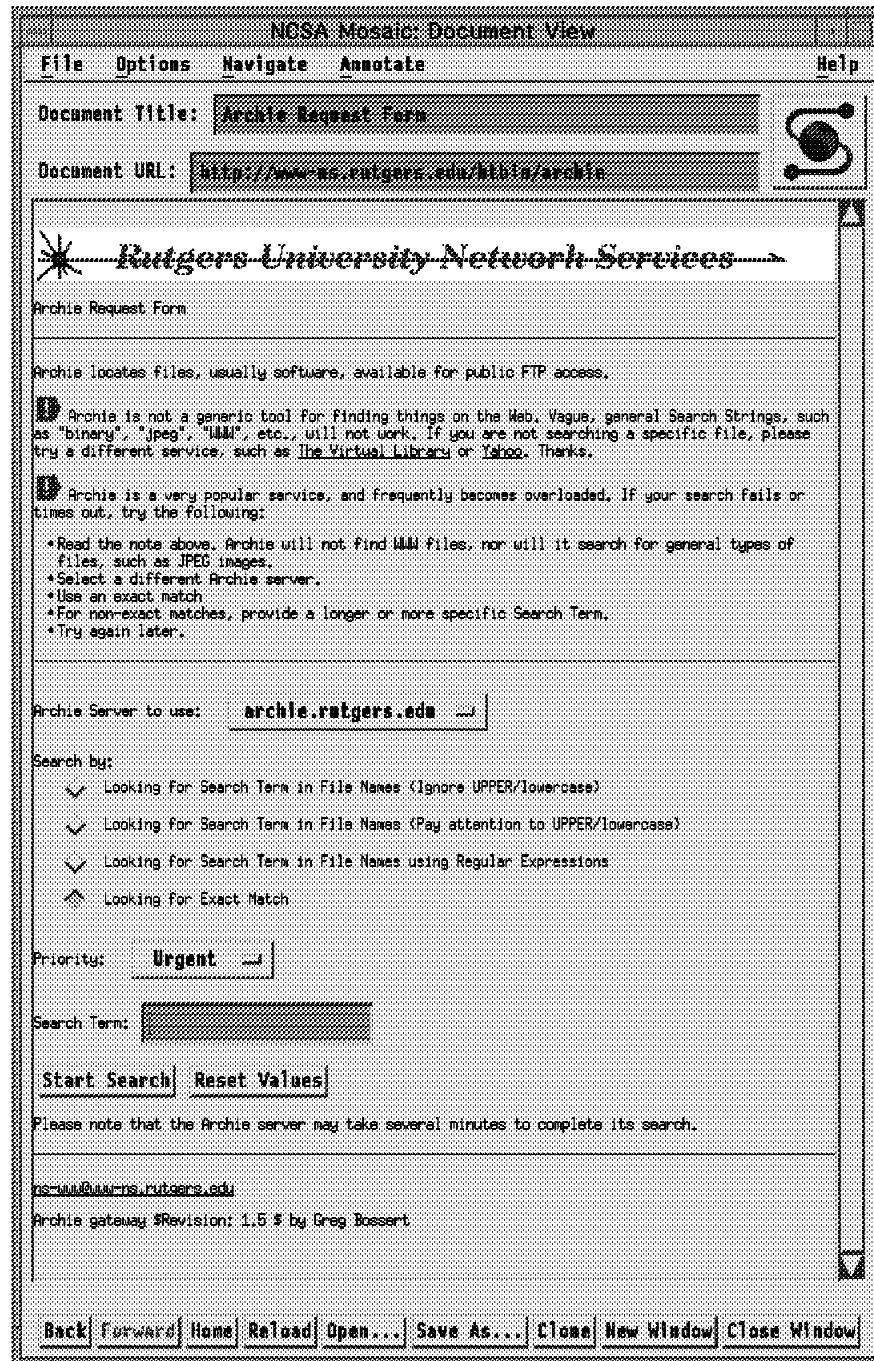 NCSA Mosaic: Document View
File Options Navigate Annotate Help
Document Title: Archie Request Form
Document URL: http://www-ns.rutgers.edu/htbin/archie
Rutgers University Network Services
Archie Request Form
Archie locates files, usually software, available for public FTP access.
Archie is not a generic tool for finding things on the Web. Vague, general Search Strings, such
as "binary", "jpeg", "WWW", etc., will not work. If you are not searching a specific file, please
try a different service, such as The Virtual Library or Yahoo. Thanks.
Archie is a very popular service, and frequently becomes overloaded. If your search fails or
times out, try the following:
•Read the note above. Archie will not find WWW files, nor will it search for general types of
files, such as JPEG images.
•Select a different Archie server.
•Use an exact match
•For non-exact matches, provide a longer or more specific Search Term.
•Try again later.
Archie Server to use: archie.rutgers.edu
Search by:
Looking for Search Term in File Names (Ignore UPPER/lowercase)
Looking for Search Term in File Names (Pay attention to UPPER/lowercase)
Looking for Search Term in File Names using Regular Expressions
Looking for Exact Match
Priority: Urgent
Search Term:
Start Search Reset Values
Please note that the Archie server may take several minutes to complete its search.
ns-www@www-ns.rutgers.edu
Archie gateway $Revision: 1.5 $ by Greg Bossert
Back Forward Home Reload Open... Save As... Clone New Window Close Window